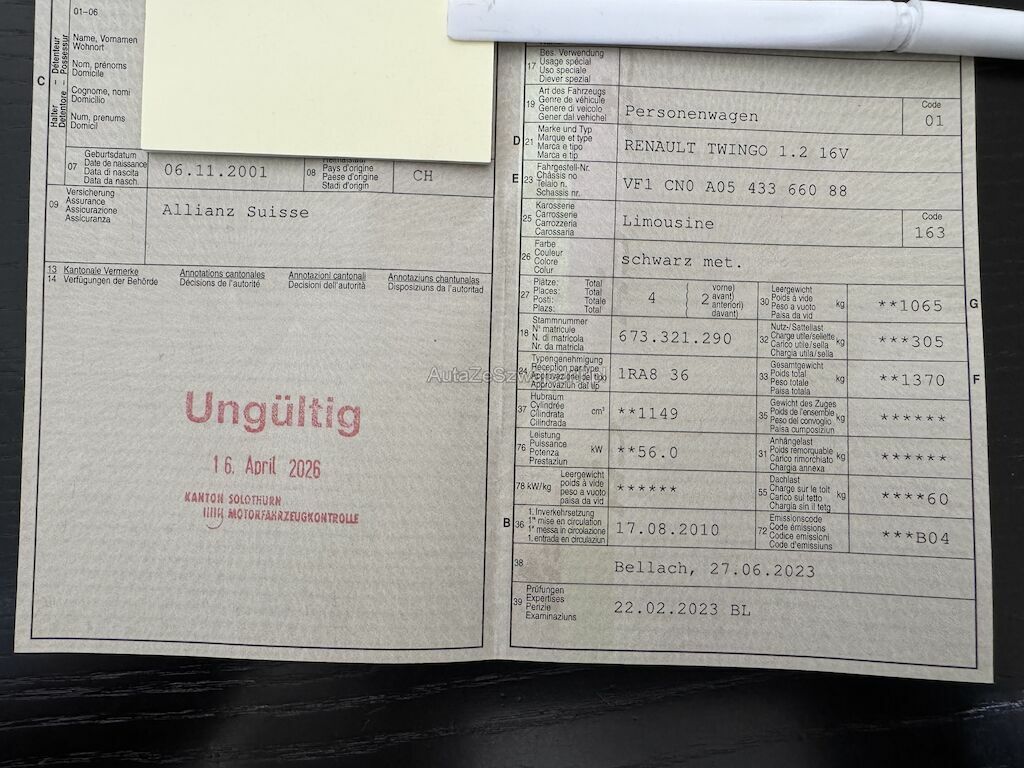 01-06
Halter - Détenteur
Detentore - Possessur
C
Name, Vornamen
Wohnort
Nom, prénoms
Domicile
Cognome, nomi
Domicilio
Num, prenums
Domicil
07 Geburtsdatum
Date de naissance
Data di nascita
Data da nasch.
06.11.2001
08 Heimatstaat
Pays d'origine
Paese d'origine
Stadi d'origin
CH
09 Versicherung
Assurance
Assicurazione
Assicuranza
Allianz Suisse
13 Kantonale Vermerke Annotations cantonales Annotazioni cantonali Annotaziuns chantunalas
14 Verfügungen der Behörde Décisions de l'autorité Decisioni dell'autorità Disposiziuns da l'autoritad
Ungültig
16. April 2026
KANTON SOLOTHURN
MOTORFAHRZEUGKONTROLLE
17 Bes. Verwendung
Usage spécial
Uso speciale
Diever spezial
19 Art des Fahrzeugs
Genre de véhicule
Genere di veicolo
Gener dal vehichel
Personenwagen
Code
01
D 21 Marke und Typ
Marque et type
Marca e tipo
Marca e tip
RENAULT TWINGO 1.2 16V
E 23 Fahrgestell-Nr.
Châssis no
Telaio n.
Schassis nr.
VF1 CN0 A05 433 660 88
25 Karosserie
Carrosserie
Carrozzeria
Carossaria
Limousine
Code
163
26 Farbe
Couleur
Colore
Colur
schwarz met.
27 Plätze: Total
Places: Total
Posti: Totale
Plazs: Total
4
2
vorne)
avant)
anteriori)
davant)
30 Leergewicht
Poids à vide
Peso a vuoto
Paisa da vid
kg
**1065
G
18 Stammnummer
N° matricule
N. di matricola
Nr. da matricla
673.321.290
32 Nutz-/Sattellast
Charge utile/sellette
Carico utile/sella
Chargia utila/sella
kg
***305
24 Typengenehmigung
Réception par type
Approvazione del tipo
Approvaziun dal tip
1RA8 36
33 Gesamtgewicht
Poids total
Peso totale
Paisa totala
kg
**1370
F
37 Hubraum
Cylindrée
Cilindrata
Cilindrada
cm³
**1149
35 Gewicht des Zuges
Poids de l'ensemble
Peso del convoglio
Paisa cumposiziun
kg
******
76 Leistung
Puissance
Potenza
Prestaziun
kW
**56.0
31 Anhängelast
Poids remorquable
Carico rimorchiato
Chargia annexa
kg
******
78 kW/kg
Leergewicht
poids à vide
peso a vuoto
paisa da vid
******
55 Dachlast
Charge sur le toit
Carico sul tetto
Chargia sin il tetg
kg
****60
B 36 1. Inverkehrsetzung
1re mise en circulation
1a messa in circolazione
1. entrada en circulaziun
17.08.2010
72 Emissionscode
Code émissions
Codice emissioni
Code d'emissiuns
***B04
38
Bellach, 27.06.2023
39 Prüfungen
Expertises
Perizie
Examinaziuns
22.02.2023 BL